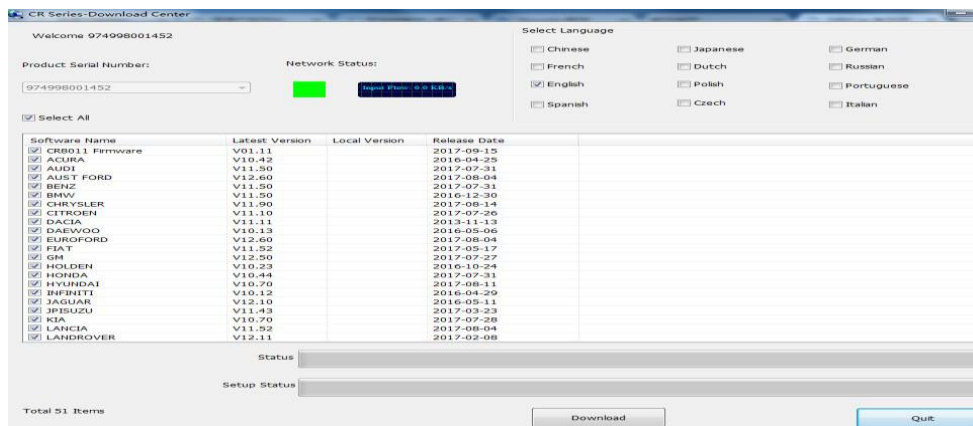 CR Series-Download Center
Welcome 974998001452
Select Language
Chinese Japanese German
Product Serial Number: Network Status:
French Dutch Russian
974998001452 Input Flow: 0.0 KB/s
English Polish Portuguese
Spanish Czech Italian
Select All
Software Name Latest Version Local Version Release Date
CR8011 Firmware V01.11 2017-09-15
ACURA V10.42 2016-04-25
AUDI V11.50 2017-07-31
AUST FORD V12.60 2017-08-04
BENZ V11.50 2017-07-31
BMW V11.50 2016-12-30
CHRYSLER V11.90 2017-08-14
CITROEN V11.10 2017-07-26
DACIA V11.11 2013-11-13
DAEWOO V10.13 2016-05-06
EUROFORD V12.60 2017-08-04
FIAT V11.52 2017-05-17
GM V12.50 2017-07-27
HOLDEN V10.23 2016-10-24
HONDA V10.44 2017-07-31
HYUNDAI V10.70 2017-08-11
INFINITI V10.12 2016-04-29
JAGUAR V12.10 2016-05-11
JPISUZU V11.43 2017-03-23
KIA V10.70 2017-07-28
LANCIA V11.52 2017-08-04
LANDROVER V12.11 2017-02-08
Status
Setup Status
Total 51 Items
Download Quit